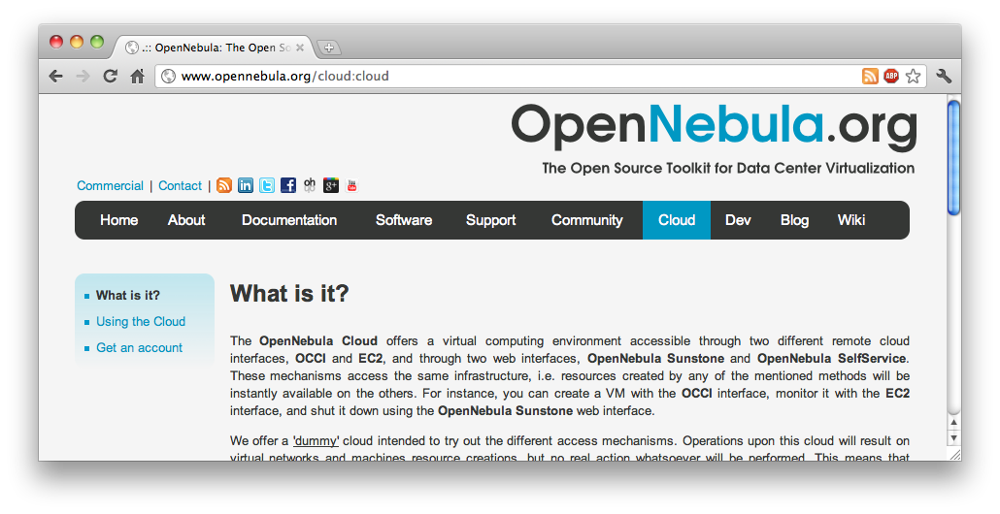 .:: OpenNebula: The Open So
www.opennebula.org/cloud:cloud
ABP
OpenNebula.org
The Open Source Toolkit for Data Center Virtualization
Commercial | Contact |
Home About Documentation Software Support Community Cloud Dev Blog Wiki
What is it?
Using the Cloud
Get an account
What is it?
The OpenNebula Cloud offers a virtual computing environment accessible through two different remote cloud
interfaces, OCCI and EC2, and through two web interfaces, OpenNebula Sunstone and OpenNebula SelfService.
These mechanisms access the same infrastructure, i.e. resources created by any of the mentioned methods will be
instantly available on the others. For instance, you can create a VM with the OCCI interface, monitor it with the EC2
interface, and shut it down using the OpenNebula Sunstone web interface.
We offer a 'dummy' cloud intended to try out the different access mechanisms. Operations upon this cloud will result on
virtual networks and machines resource creations, but no real action whatsoever will be performed. This means that